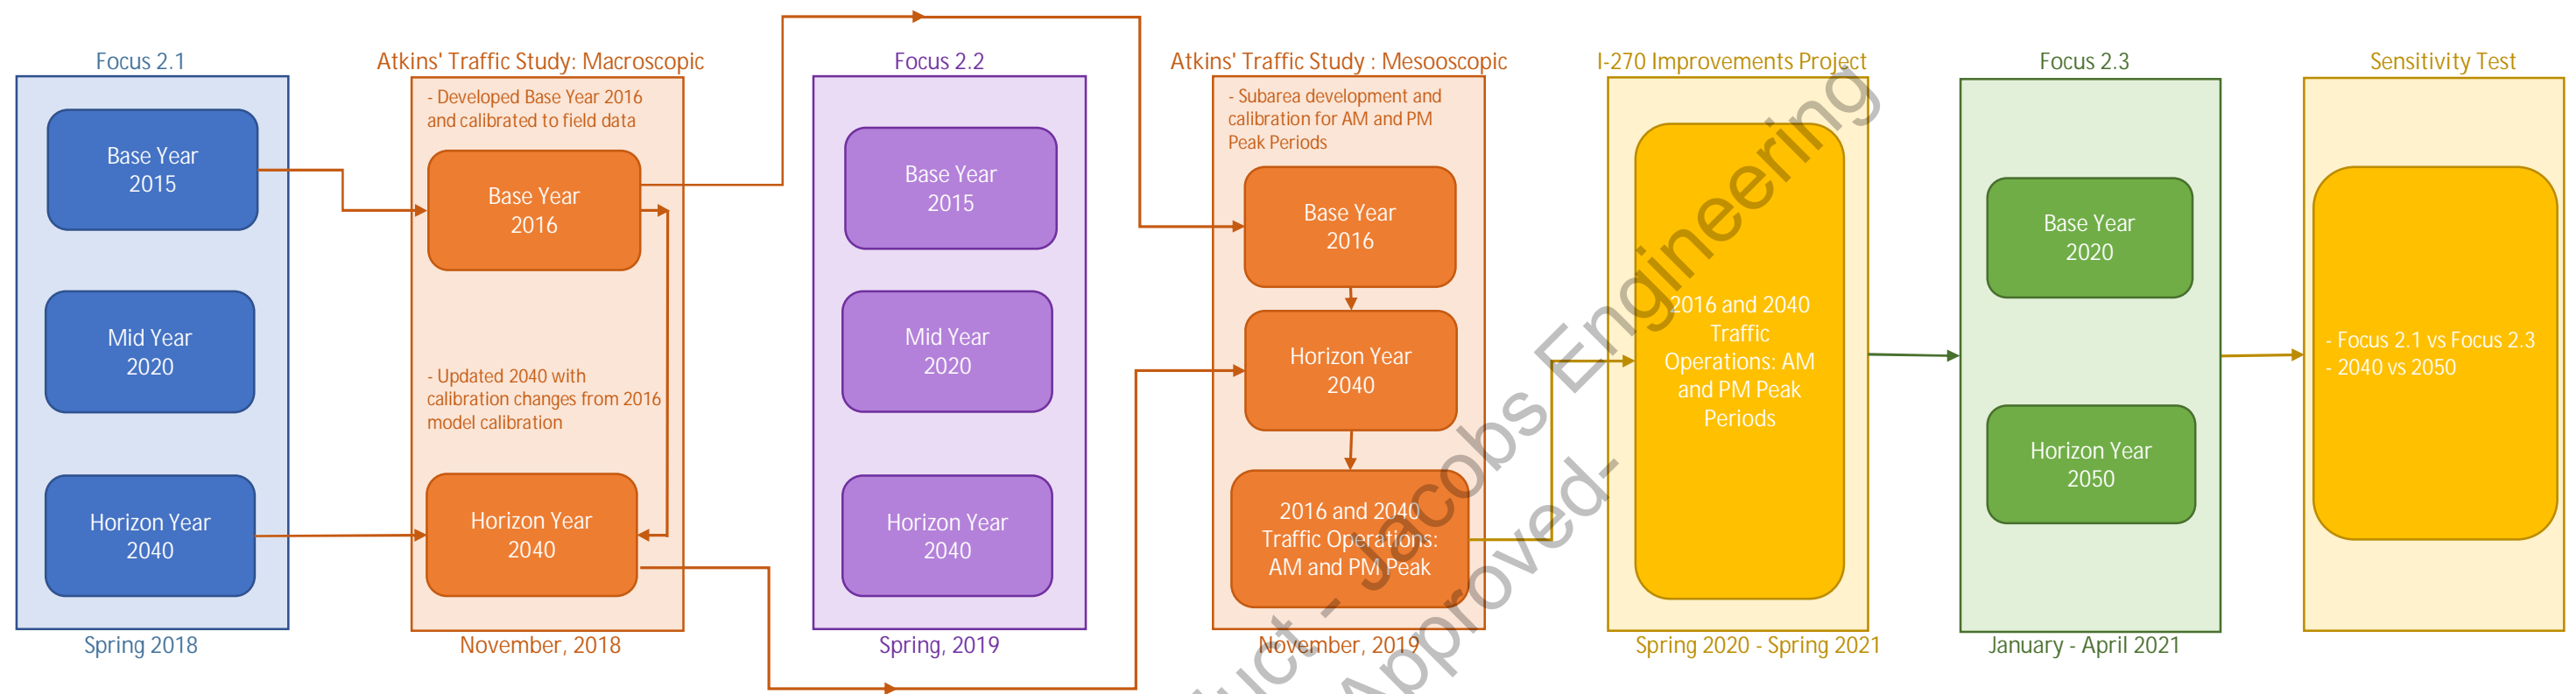 Focus 2.1
Base Year
2015
Mid Year
2020
Horizon Year
2040
Spring 2018
Atkins' Traffic Study: Macroscopic
- Developed Base Year 2016
and calibrated to field data
Base Year
2016
- Updated 2040 with
calibration changes from 2016
model calibration
Horizon Year
2040
November, 2018
Focus 2.2
Base Year
2015
Mid Year
2020
Horizon Year
2040
Spring, 2019
Atkins' Traffic Study : Mesooscopic
- Subarea development and
calibration for AM and PM
Peak Periods
Base Year
2016
Horizon Year
2040
2016 and 2040
Traffic Operations:
AM and PM Peak
November, 2019
I-270 Improvements Project
2016 and 2040
Traffic
Operations: AM
and PM Peak
Periods
Spring 2020 - Spring 2021
Focus 2.3
Base Year
2020
Horizon Year
2050
January - April 2021
Sensitivity Test
- Focus 2.1 vs Focus 2.3
- 2040 vs 2050
- Jacobs Engineering
Approved-